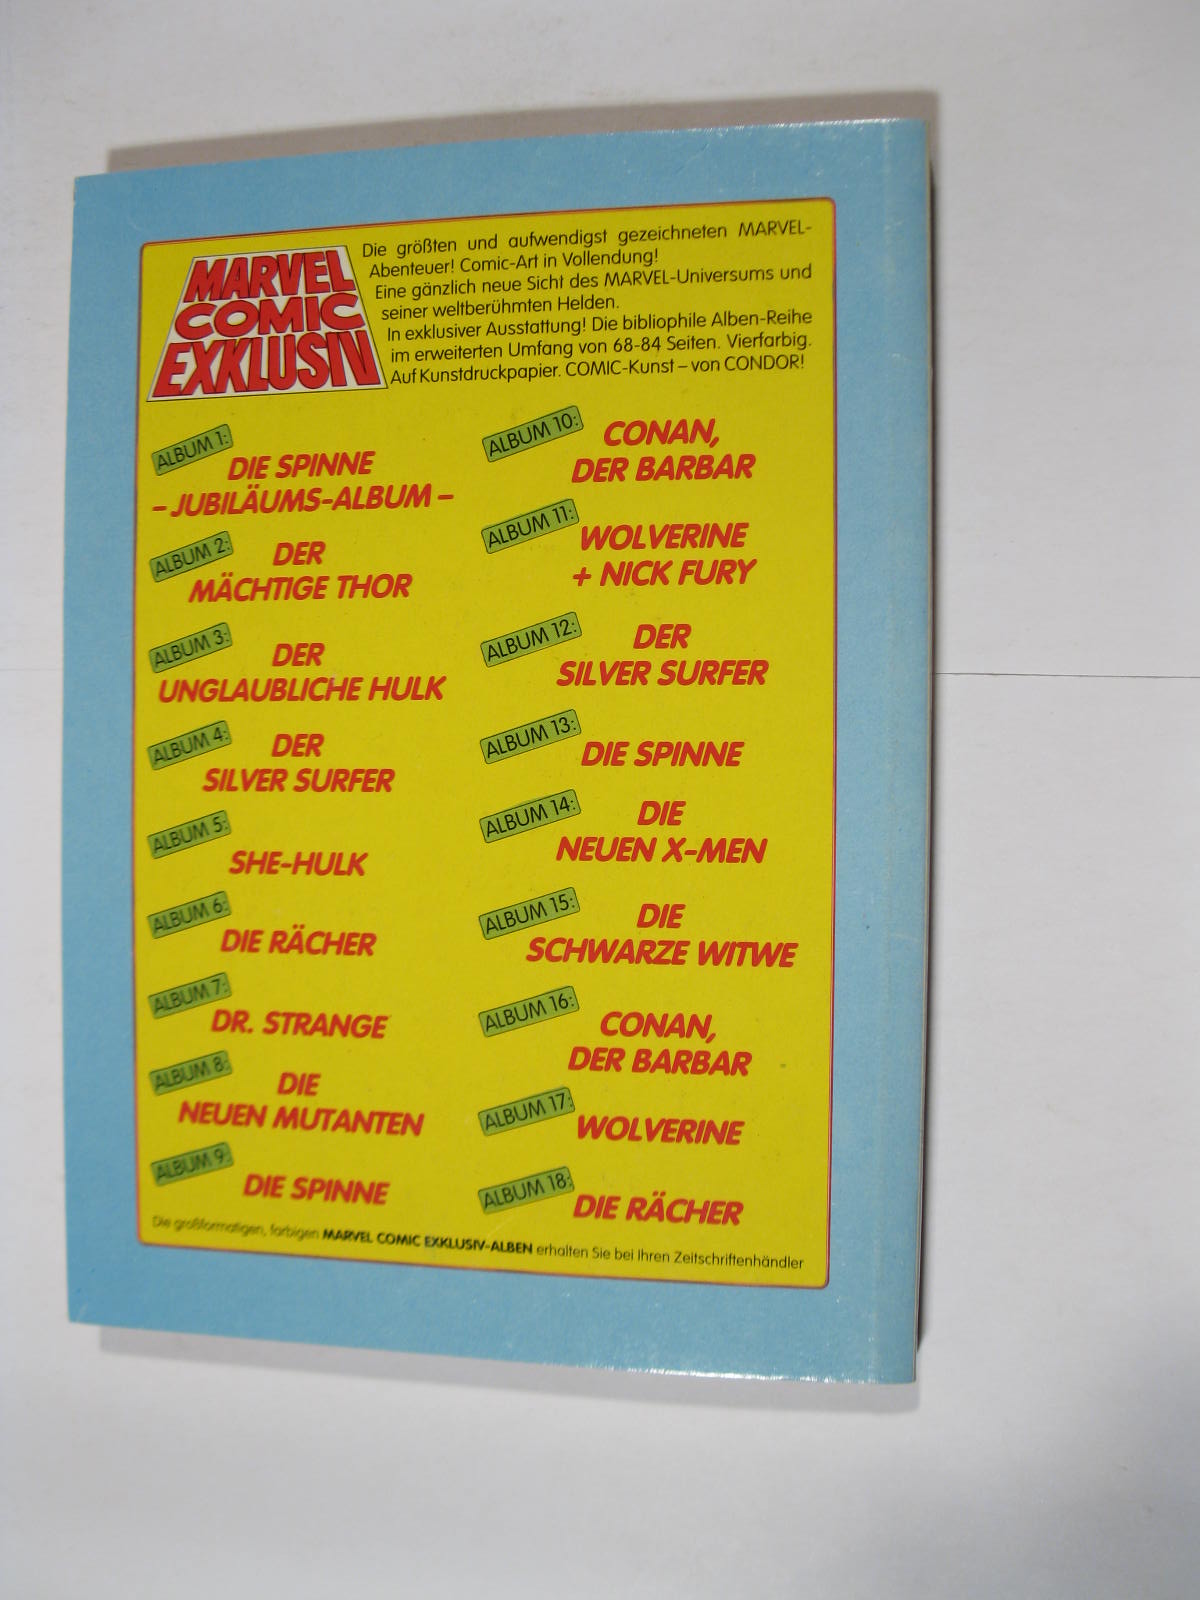 MARVEL
COMIC
EXKLUSIV
Die größten und aufwendigst gezeichneten MARVEL-
Abenteuer! Comic-Art in Vollendung!
Eine gänzlich neue Sicht des MARVEL-Universums und
seiner weltberühmten Helden.
In exklusiver Ausstattung! Die bibliophile Alben-Reihe
im erweiterten Umfang von 68-84 Seiten. Vierfarbig.
Auf Kunstdruckpapier. COMIC-Kunst – von CONDOR!
ALBUM 1:
DIE SPINNE
– JUBILÄUMS-ALBUM –
ALBUM 2:
DER
MÄCHTIGE THOR
ALBUM 3:
DER
UNGLAUBLICHE HULK
ALBUM 4:
DER
SILVER SURFER
ALBUM 5:
SHE-HULK
ALBUM 6:
DIE RÄCHER
ALBUM 7:
DR. STRANGE
ALBUM 8:
DIE
NEUEN MUTANTEN
ALBUM 9:
DIE SPINNE
ALBUM 10:
CONAN,
DER BARBAR
ALBUM 11:
WOLVERINE
+ NICK FURY
ALBUM 12:
DER
SILVER SURFER
ALBUM 13:
DIE SPINNE
ALBUM 14:
DIE
NEUEN X-MEN
ALBUM 15:
DIE
SCHWARZE WITWE
ALBUM 16:
CONAN,
DER BARBAR
ALBUM 17:
WOLVERINE
ALBUM 18:
DIE RÄCHER
Die großformatigen, farbigen MARVEL COMIC EXKLUSIV-ALBEN erhalten Sie bei Ihren Zeitschriftenhändler